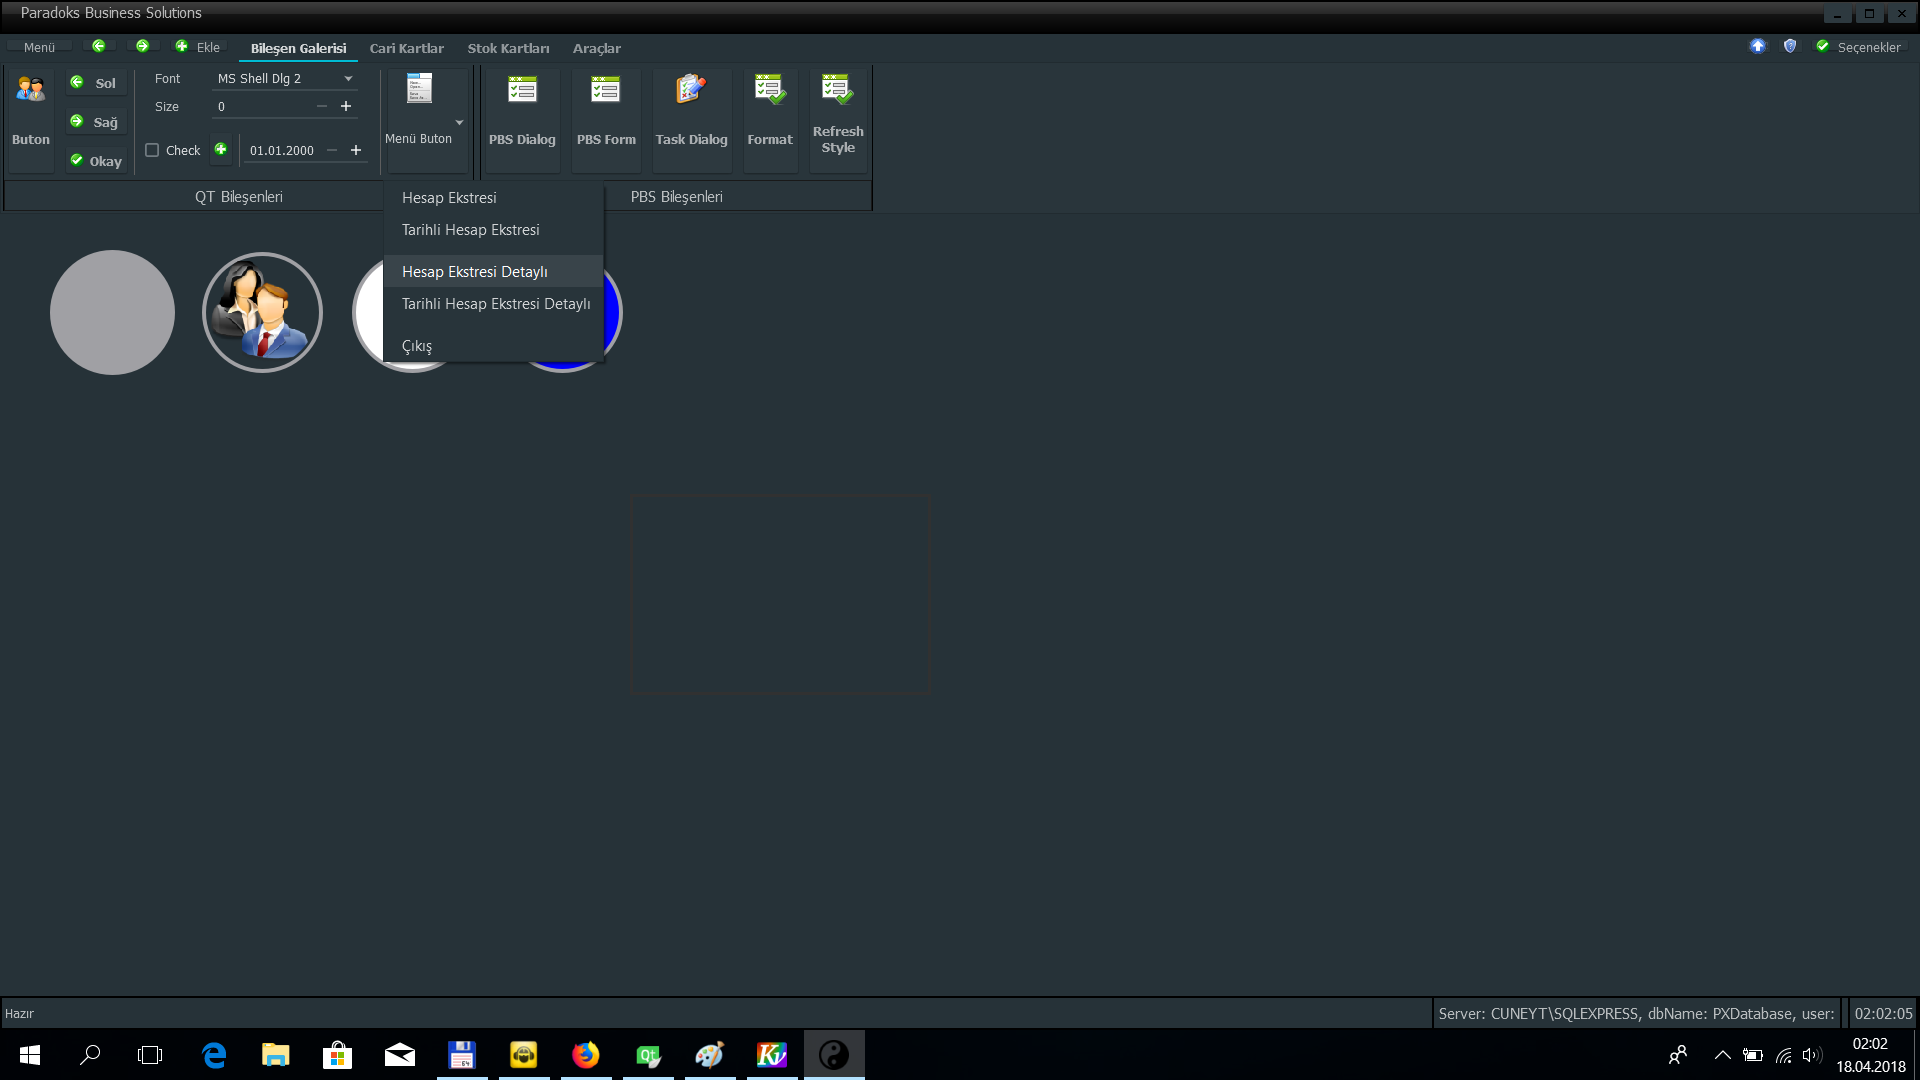 Paradoks Business Solutions
Menü Ekle Bileşen Galerisi Cari Kartlar Stok Kartları Araçlar Seçenekler
Buton
Sol
Sağ
Okay
Font MS Shell Dlg 2
Size 0
Check 01.01.2000
Menü Buton
PBS Dialog
PBS Form
Task Dialog
Format
Refresh
Style
QT Bileşenleri
PBS Bileşenleri
Hesap Ekstresi
Tarihli Hesap Ekstresi
Hesap Ekstresi Detaylı
Tarihli Hesap Ekstresi Detaylı
Çıkış
Hazır
Server: CUNEYT\SQLEXPRESS, dbName: PXDatabase, user:
02:02:05
64
Qt
Kv
02:02
18.04.2018